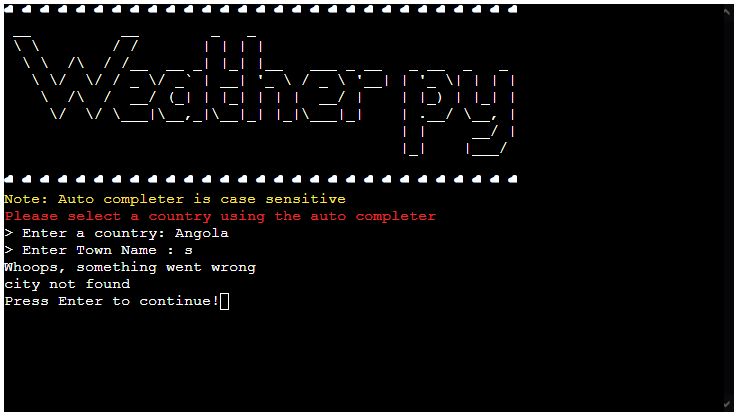 Weather py
Note: Auto completer is case sensitive
Please select a country using the auto completer
> Enter a country: Angola
> Enter Town Name : s
Whoops, something went wrong
city not found
Press Enter to continue!